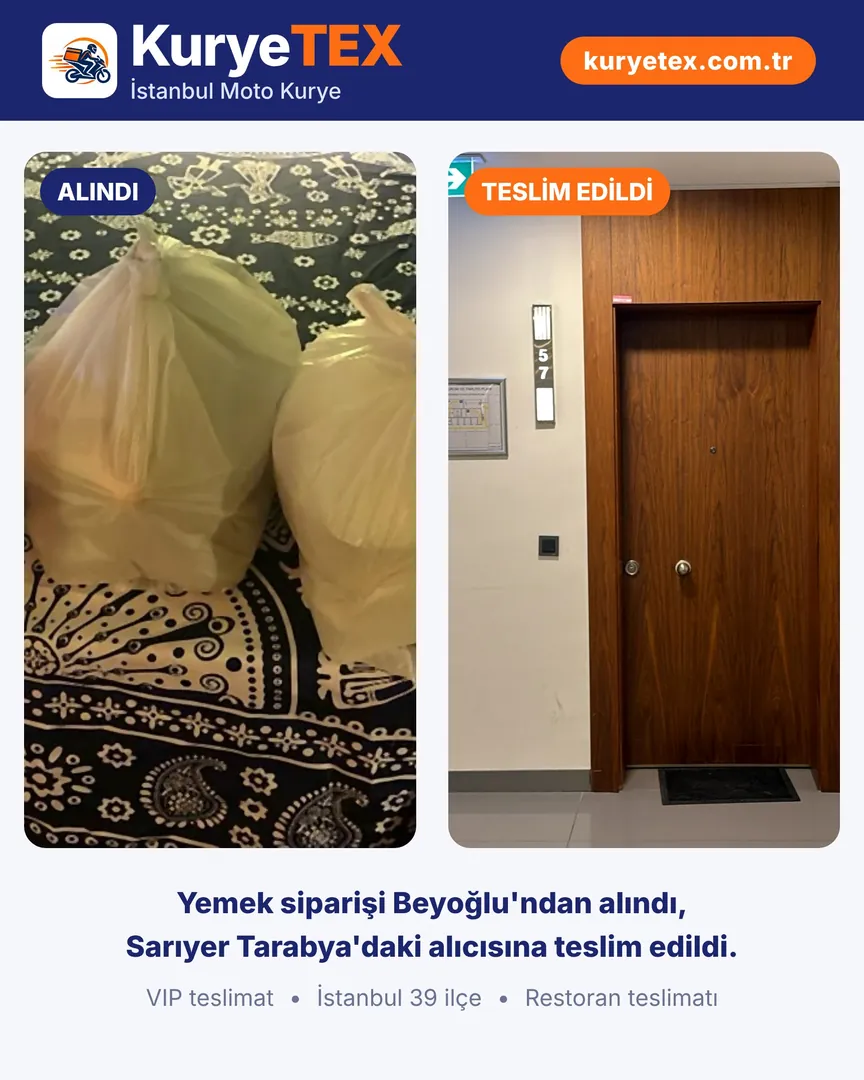 KuryeTEX
İstanbul Moto Kurye
kuryetex.com.tr
ALINDI
TESLİM EDİLDİ
57
Yemek siparişi Beyoğlu'ndan alındı,
Sarıyer Tarabya'daki alıcısına teslim edildi.
VIP teslimat • İstanbul 39 ilçe • Restoran teslimatı